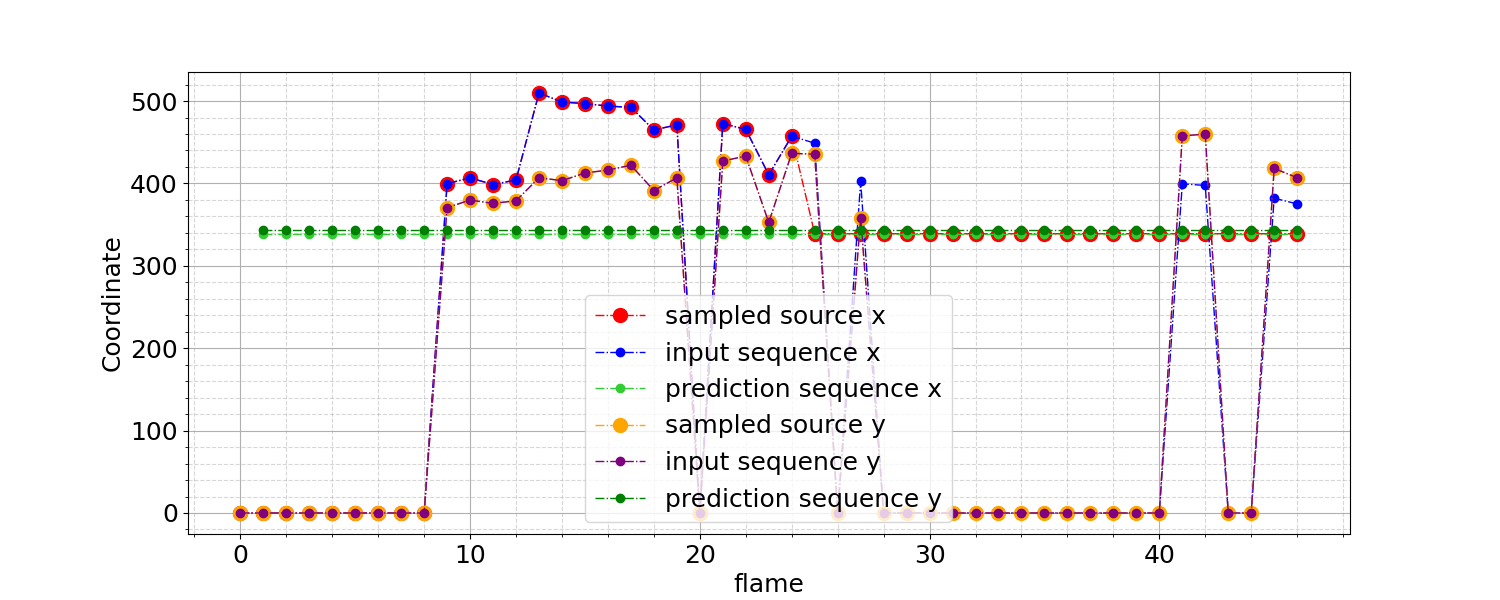 500
400
300
200
100
0
Coordinate
sampled source x
input sequence x
prediction sequence x
sampled source y
input sequence y
prediction sequence y
0 10 20 30 40
flame